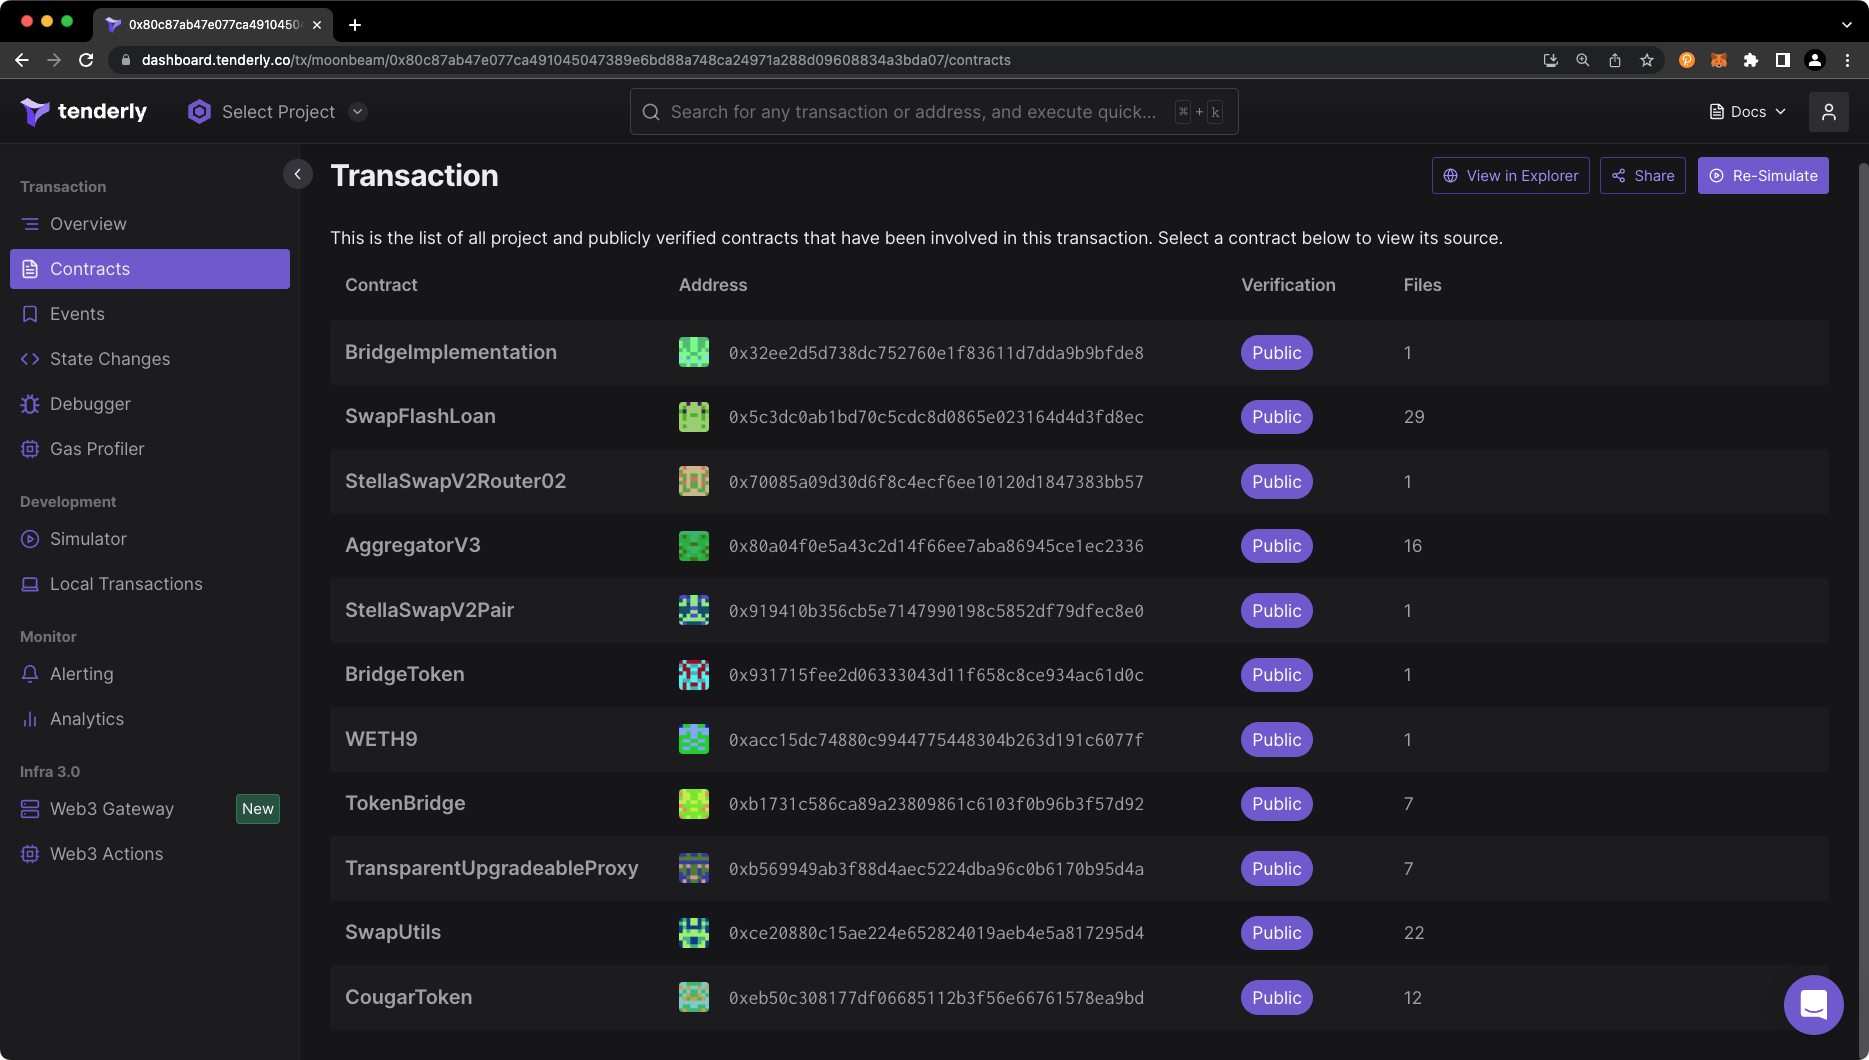 0x80c87ab47e077ca49104504
dashboard.tenderly.co/tx/moonbeam/0x80c87ab47e077ca491045047389e6bd88a748ca24971a288d09608834a3bda07/contracts
tenderly
Select Project
Search for any transaction or address, and execute quick...
⌘ + k
Docs
Transaction
Overview
Contracts
Events
State Changes
Debugger
Gas Profiler
Development
Simulator
Local Transactions
Monitor
Alerting
Analytics
Infra 3.0
Web3 Gateway New
Web3 Actions
Transaction
View in Explorer
Share
Re-Simulate
This is the list of all project and publicly verified contracts that have been involved in this transaction. Select a contract below to view its source.
Contract Address Verification Files
BridgeImplementation 0x32ee2d5d738dc752760e1f83611d7dda9b9bfde8 Public 1
SwapFlashLoan 0x5c3dc0ab1bd70c5cdc8d0865e023164d4d3fd8ec Public 29
StellaSwapV2Router02 0x70085a09d30d6f8c4ecf6ee10120d1847383bb57 Public 1
AggregatorV3 0x80a04f0e5a43c2d14f66ee7aba86945ce1ec2336 Public 16
StellaSwapV2Pair 0x919410b356cb5e7147990198c5852df79dfec8e0 Public 1
BridgeToken 0x931715fee2d06333043d11f658c8ce934ac61d0c Public 1
WETH9 0xacc15dc74880c9944775448304b263d191c6077f Public 1
TokenBridge 0xb1731c586ca89a23809861c6103f0b96b3f57d92 Public 7
TransparentUpgradeableProxy 0xb569949ab3f88d4aec5224dba96c0b6170b95d4a Public 7
SwapUtils 0xce20880c15ae224e652824019aeb4e5a817295d4 Public 22
CougarToken 0xeb50c308177df06685112b3f56e66761578ea9bd Public 12